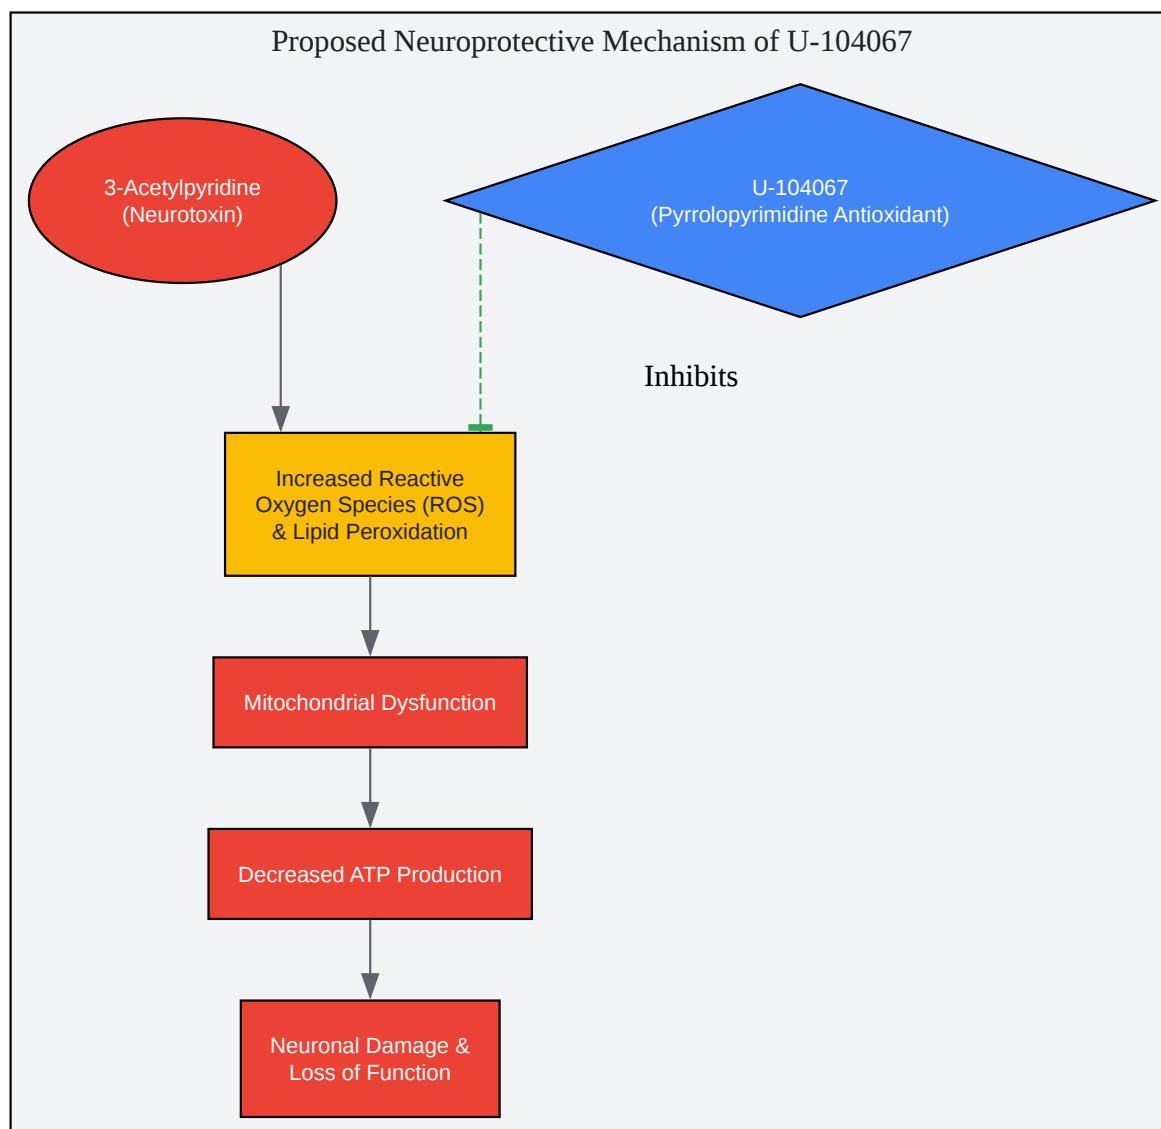 Proposed Neuroprotective Mechanism of U-104067
3-Acetylpyridine
(Neurotoxin)
U-104067
(Pyrrolopyrimidine Antioxidant)
Inhibits
Increased Reactive
Oxygen Species (ROS)
& Lipid Peroxidation
Mitochondrial Dysfunction
Decreased ATP Production
Neuronal Damage &
Loss of Function